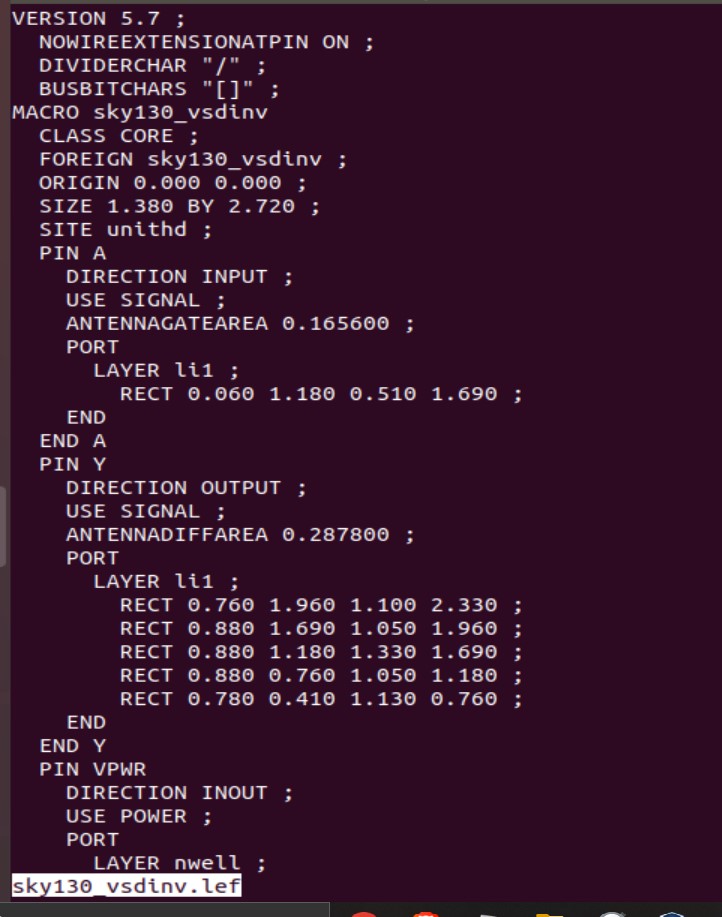 VERSION 5.7 ;
  NOWIREEXTENSIONATPIN ON ;
  DIVIDERCHAR "/" ;
  BUSBITCHARS "[]" ;
MACRO sky130_vsdinv
  CLASS CORE ;
  FOREIGN sky130_vsdinv ;
  ORIGIN 0.000 0.000 ;
  SIZE 1.380 BY 2.720 ;
  SITE unithd ;
  PIN A
    DIRECTION INPUT ;
    USE SIGNAL ;
    ANTENNAGATEAREA 0.165600 ;
    PORT
      LAYER li1 ;
        RECT 0.060 1.180 0.510 1.690 ;
    END
  END A
  PIN Y
    DIRECTION OUTPUT ;
    USE SIGNAL ;
    ANTENNADIFFAREA 0.287800 ;
    PORT
      LAYER li1 ;
        RECT 0.760 1.960 1.100 2.330 ;
        RECT 0.880 1.690 1.050 1.960 ;
        RECT 0.880 1.180 1.330 1.690 ;
        RECT 0.880 0.760 1.050 1.180 ;
        RECT 0.780 0.410 1.130 0.760 ;
    END
  END Y
  PIN VPWR
    DIRECTION INOUT ;
    USE POWER ;
    PORT
      LAYER nwell ;
sky130_vsdinv.lef